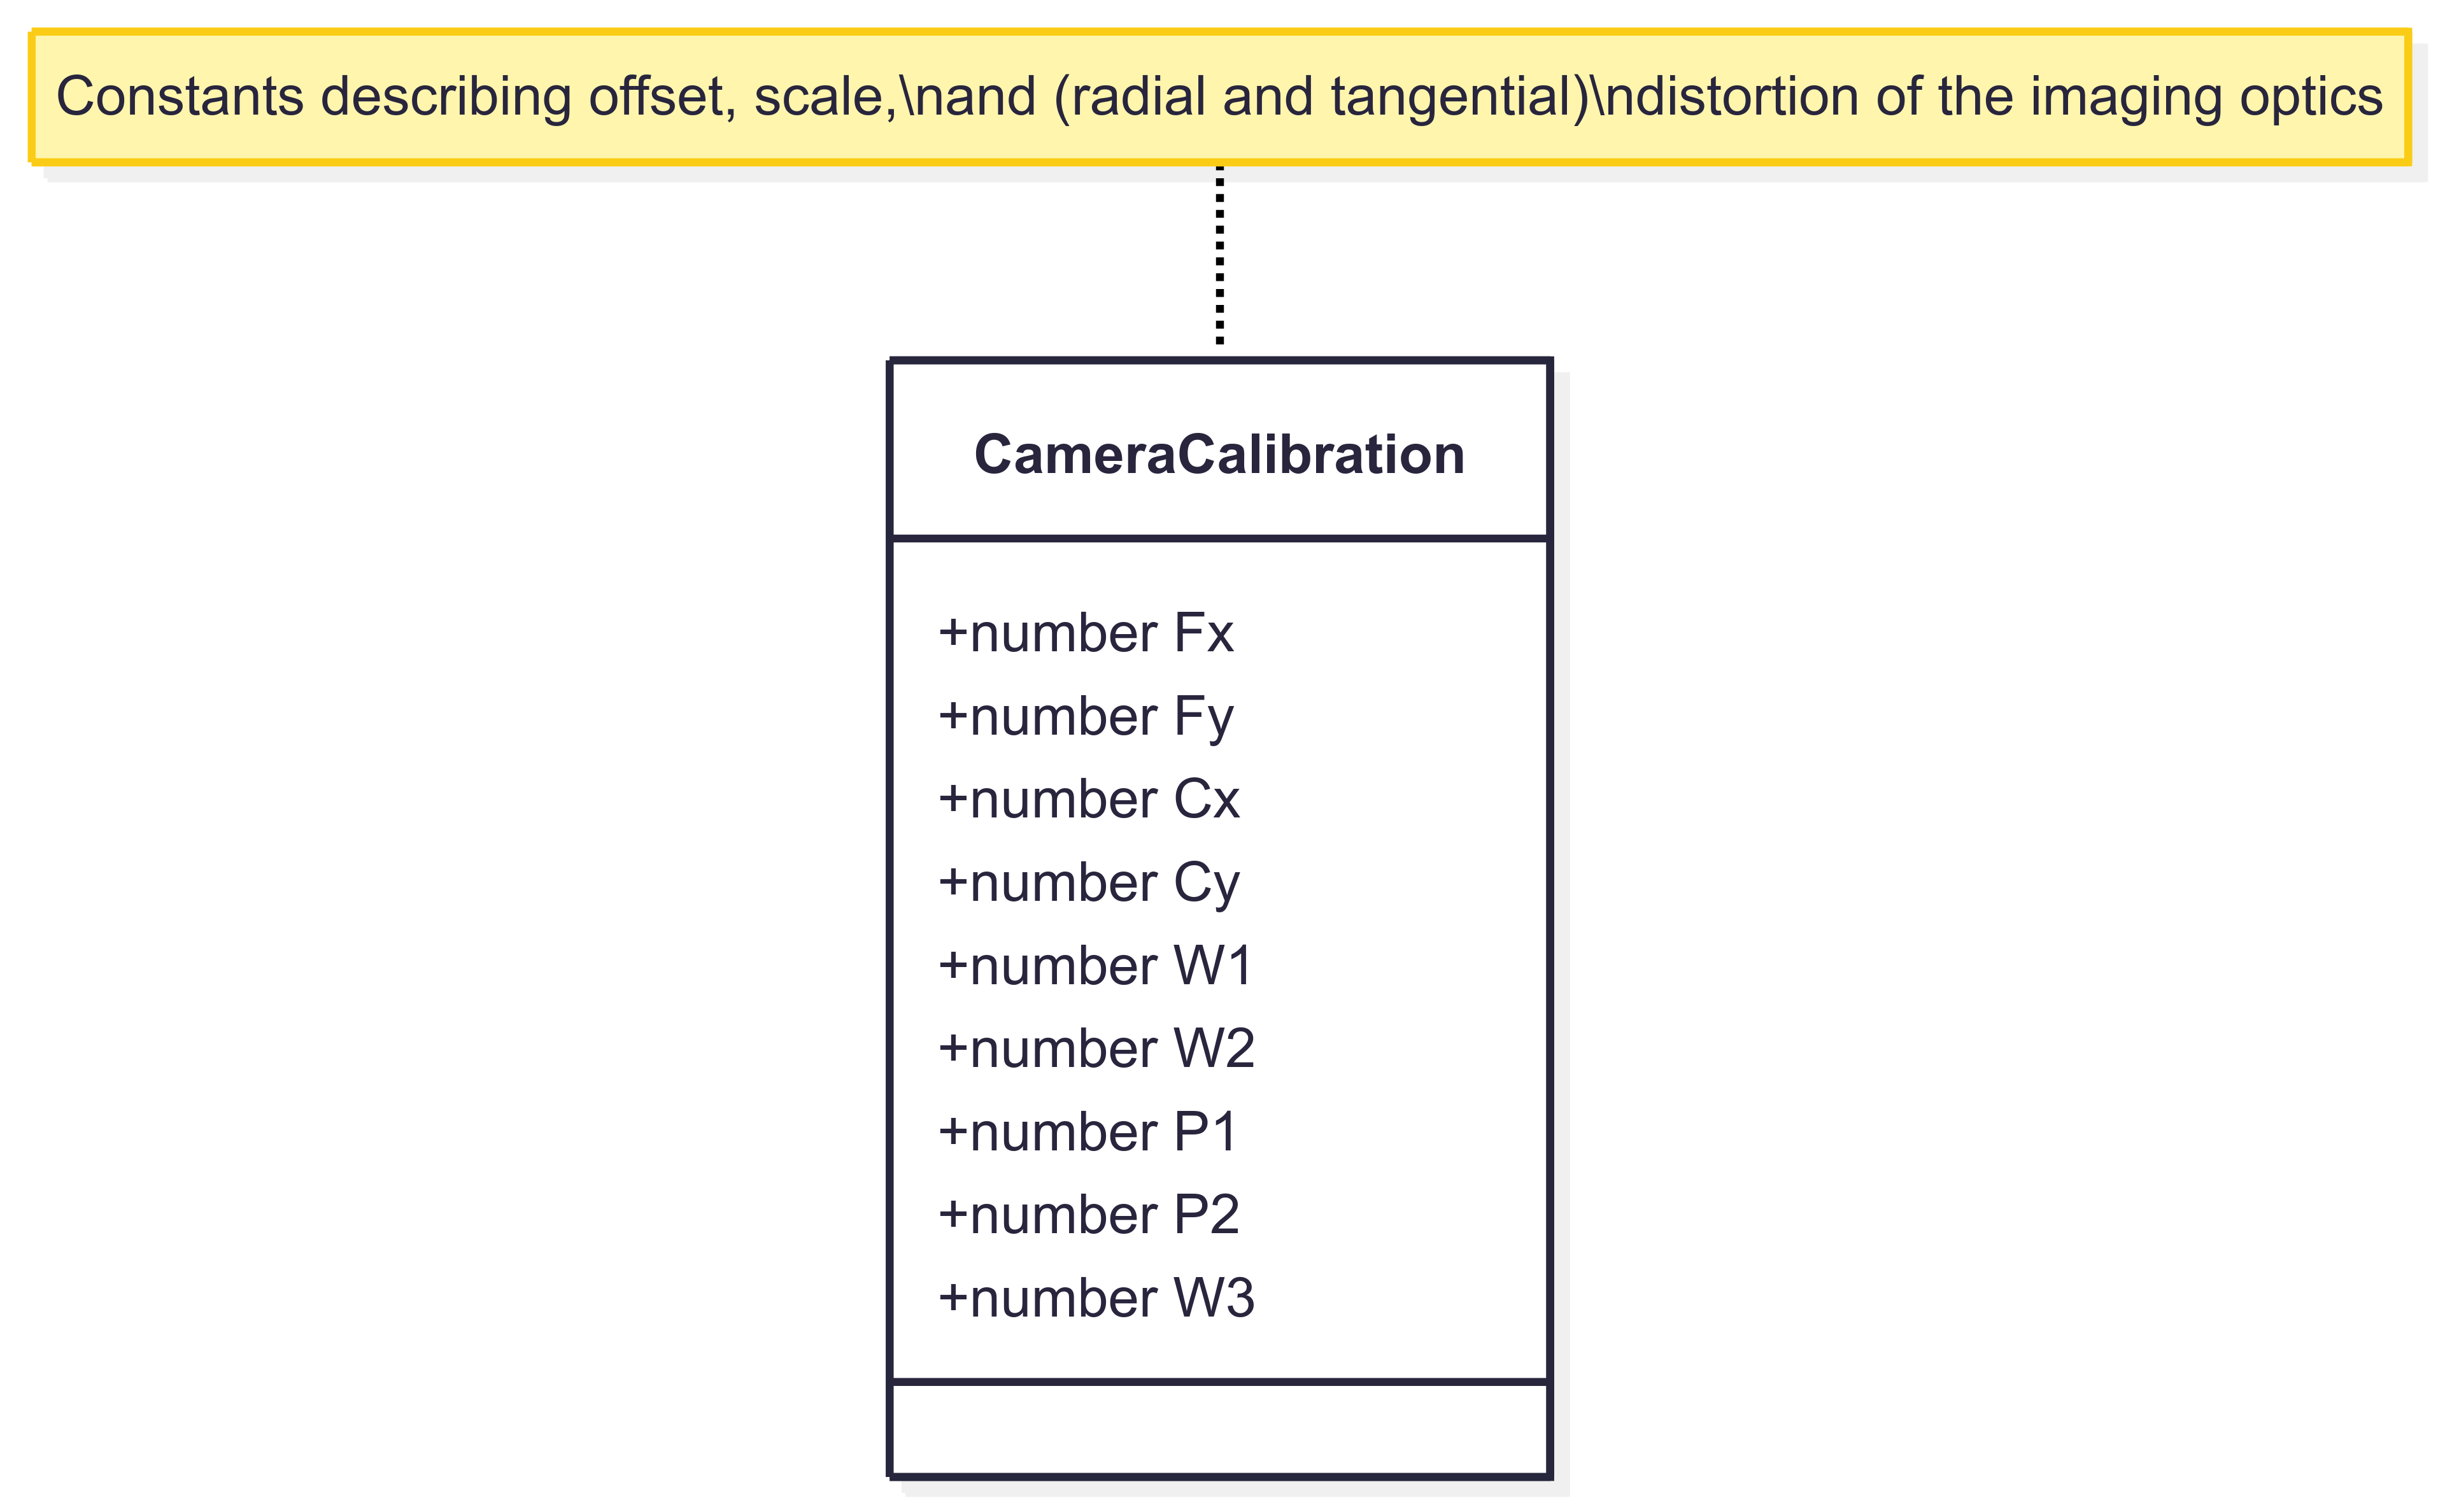 Constants describing offset, scale,\nand (radial and tangential)\ndistortion of the imaging optics
CameraCalibration
+number Fx
+number Fy
+number Cx
+number Cy
+number W1
+number W2
+number P1
+number P2
+number W3